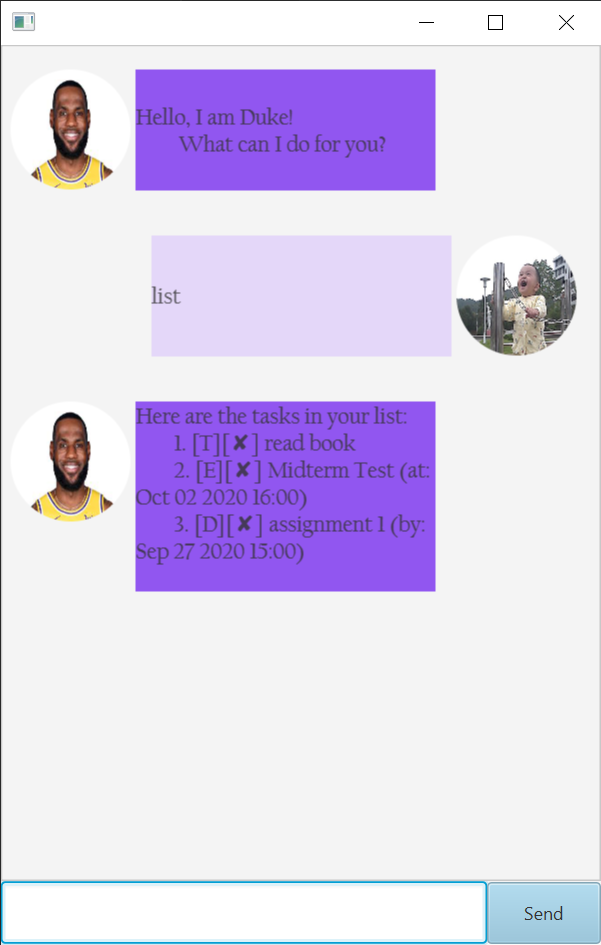 Hello, I am Duke!
What can I do for you?
list
Here are the tasks in your list:
1. [T][✘] read book
2. [E][✘] Midterm Test (at:
Oct 02 2020 16:00)
3. [D][✘] assignment 1 (by:
Sep 27 2020 15:00)
Send